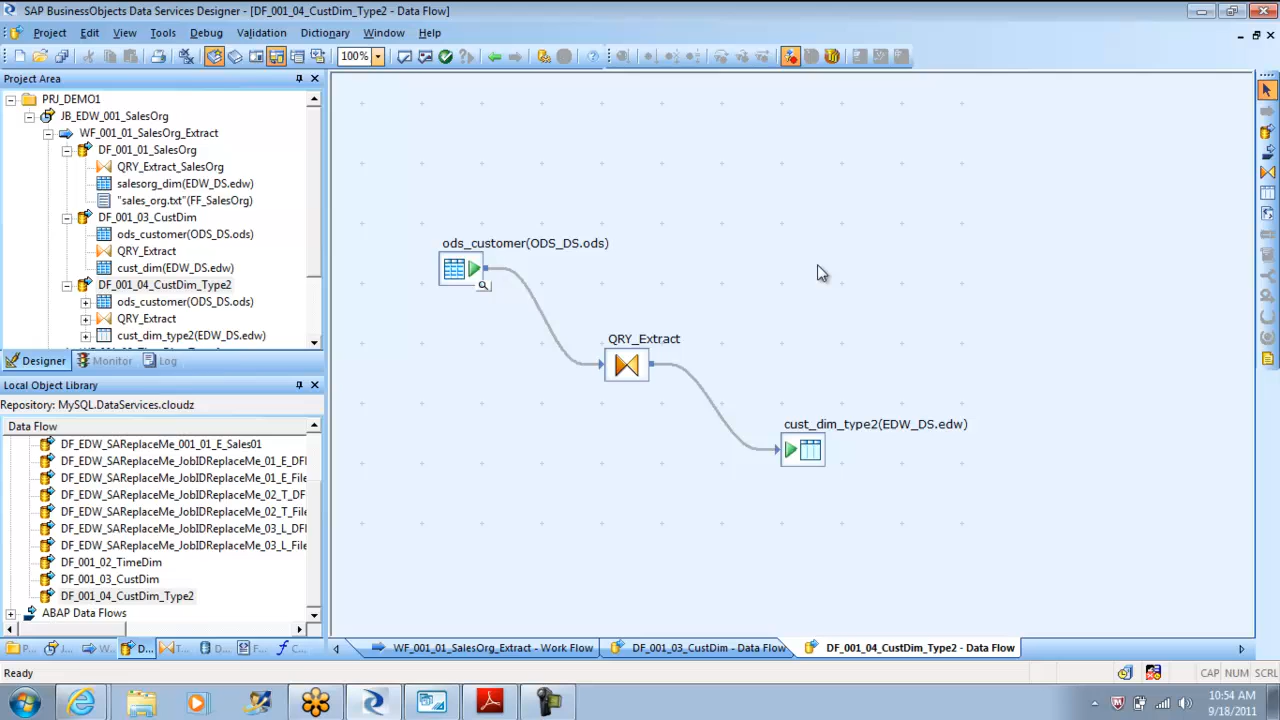 SAP BusinessObjects Data Services Designer - [DF_001_04_CustDim_Type2 - Data Flow]
Project Edit View Tools Debug Validation Dictionary Window Help
100%
Project Area
PRJ_DEMO1
JB_EDW_001_SalesOrg
WF_001_01_SalesOrg_Extract
DF_001_01_SalesOrg
QRY_Extract_SalesOrg
salesorg_dim(EDW_DS.edw)
"sales_org.txt"(FF_SalesOrg)
DF_001_03_CustDim
ods_customer(ODS_DS.ods)
QRY_Extract
cust_dim(EDW_DS.edw)
DF_001_04_CustDim_Type2
ods_customer(ODS_DS.ods)
QRY_Extract
cust_dim_type2(EDW_DS.edw)
Designer Monitor Log
Local Object Library
Repository: MySQL.DataServices.cloudz
Data Flow
DF_EDW_SAReplaceMe_001_01_E_Sales01
DF_EDW_SAReplaceMe_JobIDReplaceMe_01_E_DFI
DF_EDW_SAReplaceMe_JobIDReplaceMe_01_E_File
DF_EDW_SAReplaceMe_JobIDReplaceMe_02_T_DF
DF_EDW_SAReplaceMe_JobIDReplaceMe_02_T_File
DF_EDW_SAReplaceMe_JobIDReplaceMe_03_L_DFI
DF_EDW_SAReplaceMe_JobIDReplaceMe_03_L_File
DF_001_02_TimeDim
DF_001_03_CustDim
DF_001_04_CustDim_Type2
ABAP Data Flows
P... J... W... D... T... D... F... C...
ods_customer(ODS_DS.ods)
QRY_Extract
cust_dim_type2(EDW_DS.edw)
WF_001_01_SalesOrg_Extract - Work Flow DF_001_03_CustDim - Data Flow DF_001_04_CustDim_Type2 - Data Flow
Ready
CAP NUM SCRL
10:54 AM
9/18/2011